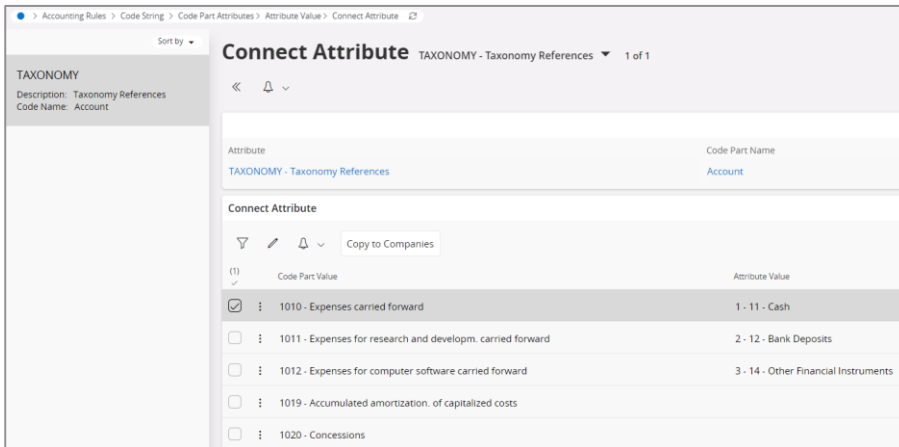 > Accounting Rules > Code String > Code Part Attributes > Attribute Value > Connect Attribute
Sort by
TAXONOMY
Description: Taxonomy References
Code Name: Account
Connect Attribute TAXONOMY - Taxonomy References 1 of 1
Attribute Code Part Name
TAXONOMY - Taxonomy References Account
Connect Attribute
Copy to Companies
(1) Code Part Value Attribute Value
1010 - Expenses carried forward 1 - 11 - Cash
1011 - Expenses for research and developm. carried forward 2 - 12 - Bank Deposits
1012 - Expenses for computer software carried forward 3 - 14 - Other Financial Instruments
1019 - Accumulated amortization. of capitalized costs
1020 - Concessions